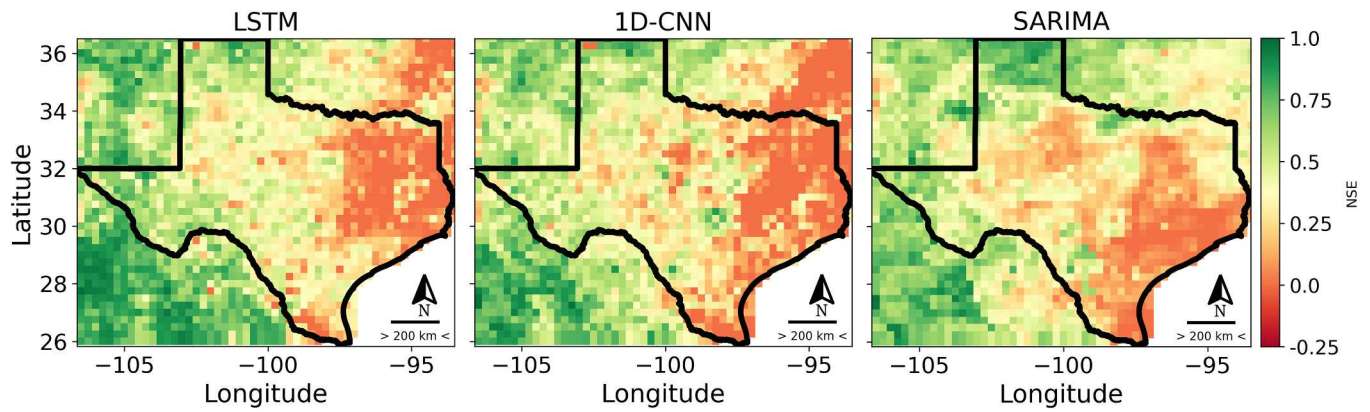 LSTM 1D-CNN SARIMA
36
34
32
30
28
26
Latitude
N N N
> 200 km < > 200 km < > 200 km <
−105 −100 −95 −105 −100 −95 −105 −100 −95
Longitude Longitude Longitude
1.0
0.75
0.5
0.25
0.0
-0.25
NSE